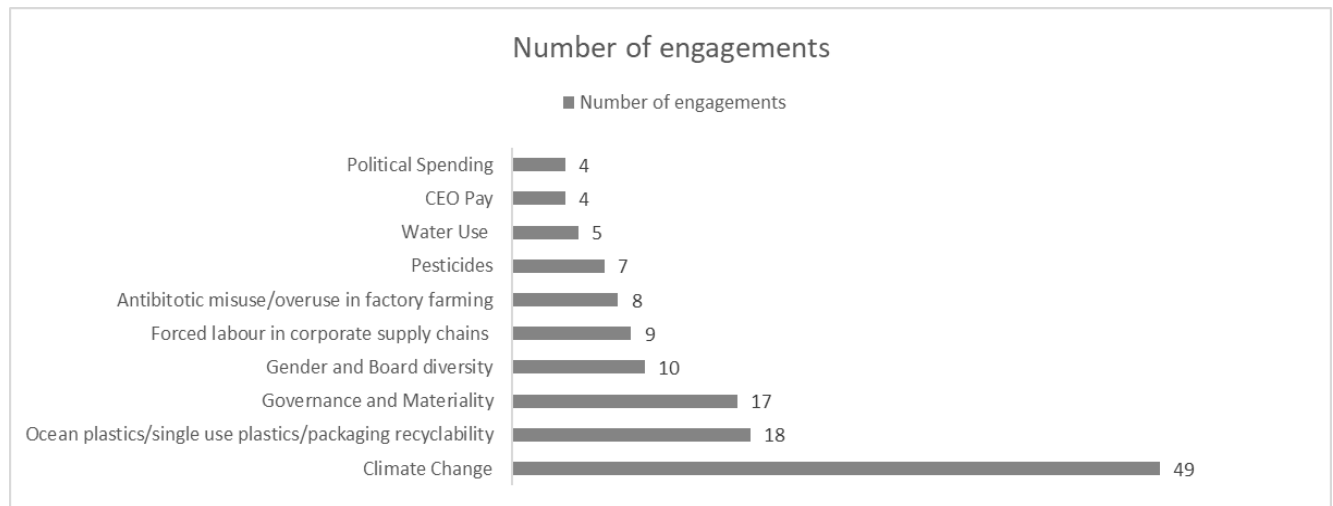 Number of engagements
Number of engagements
Political Spending 4
CEO Pay 4
Water Use 5
Pesticides 7
Antibitotic misuse/overuse in factory farming 8
Forced labour in corporate supply chains 9
Gender and Board diversity 10
Governance and Materiality 17
Ocean plastics/single use plastics/packaging recyclability 18
Climate Change 49